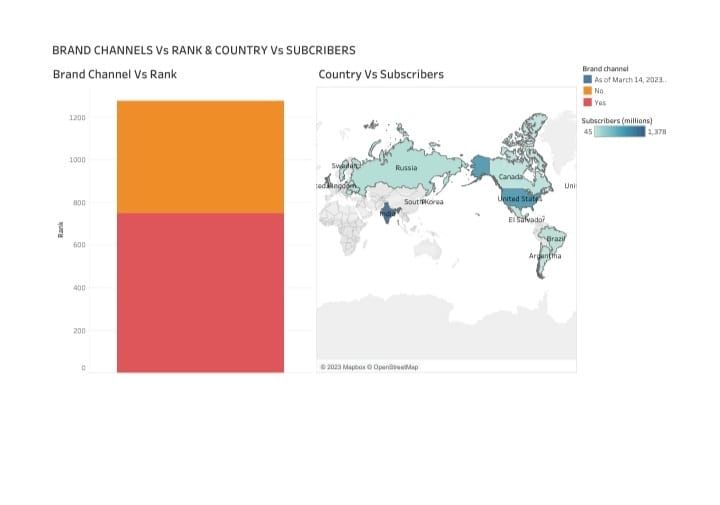 BRAND CHANNELS Vs RANK & COUNTRY Vs SUBCRIBERS
Brand Channel Vs Rank
1200
1000
800
600
400
200
0
Rank
Country Vs Subscribers
Sweden
Russia
Canada
South Korea
United States
India
El Salvador
Brazil
Argentina
Uni
© 2023 Mapbox © OpenStreetMap
Brand channel
As of March 14, 2023..
No
Yes
Subscribers (millions)
45
1,378